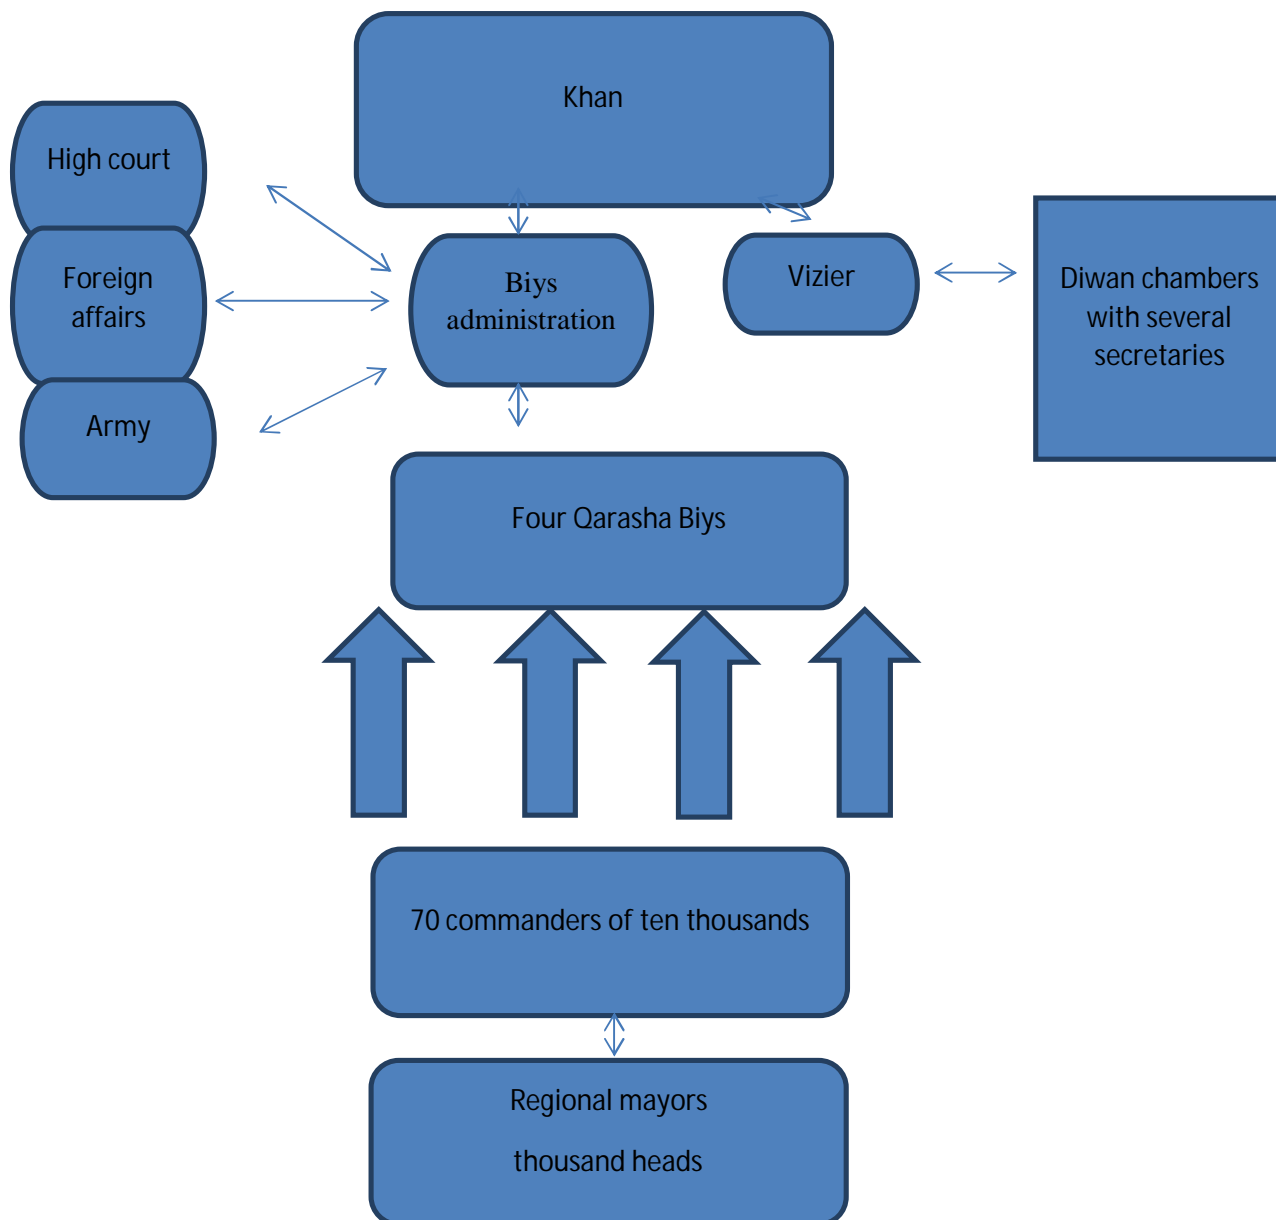 Khan
High court
Foreign
affairs
Army
Biys
administration
Vizier
Diwan chambers
with several
secretaries
Four Qarasha Biys
70 commanders of ten thousands
Regional mayors
thousand heads